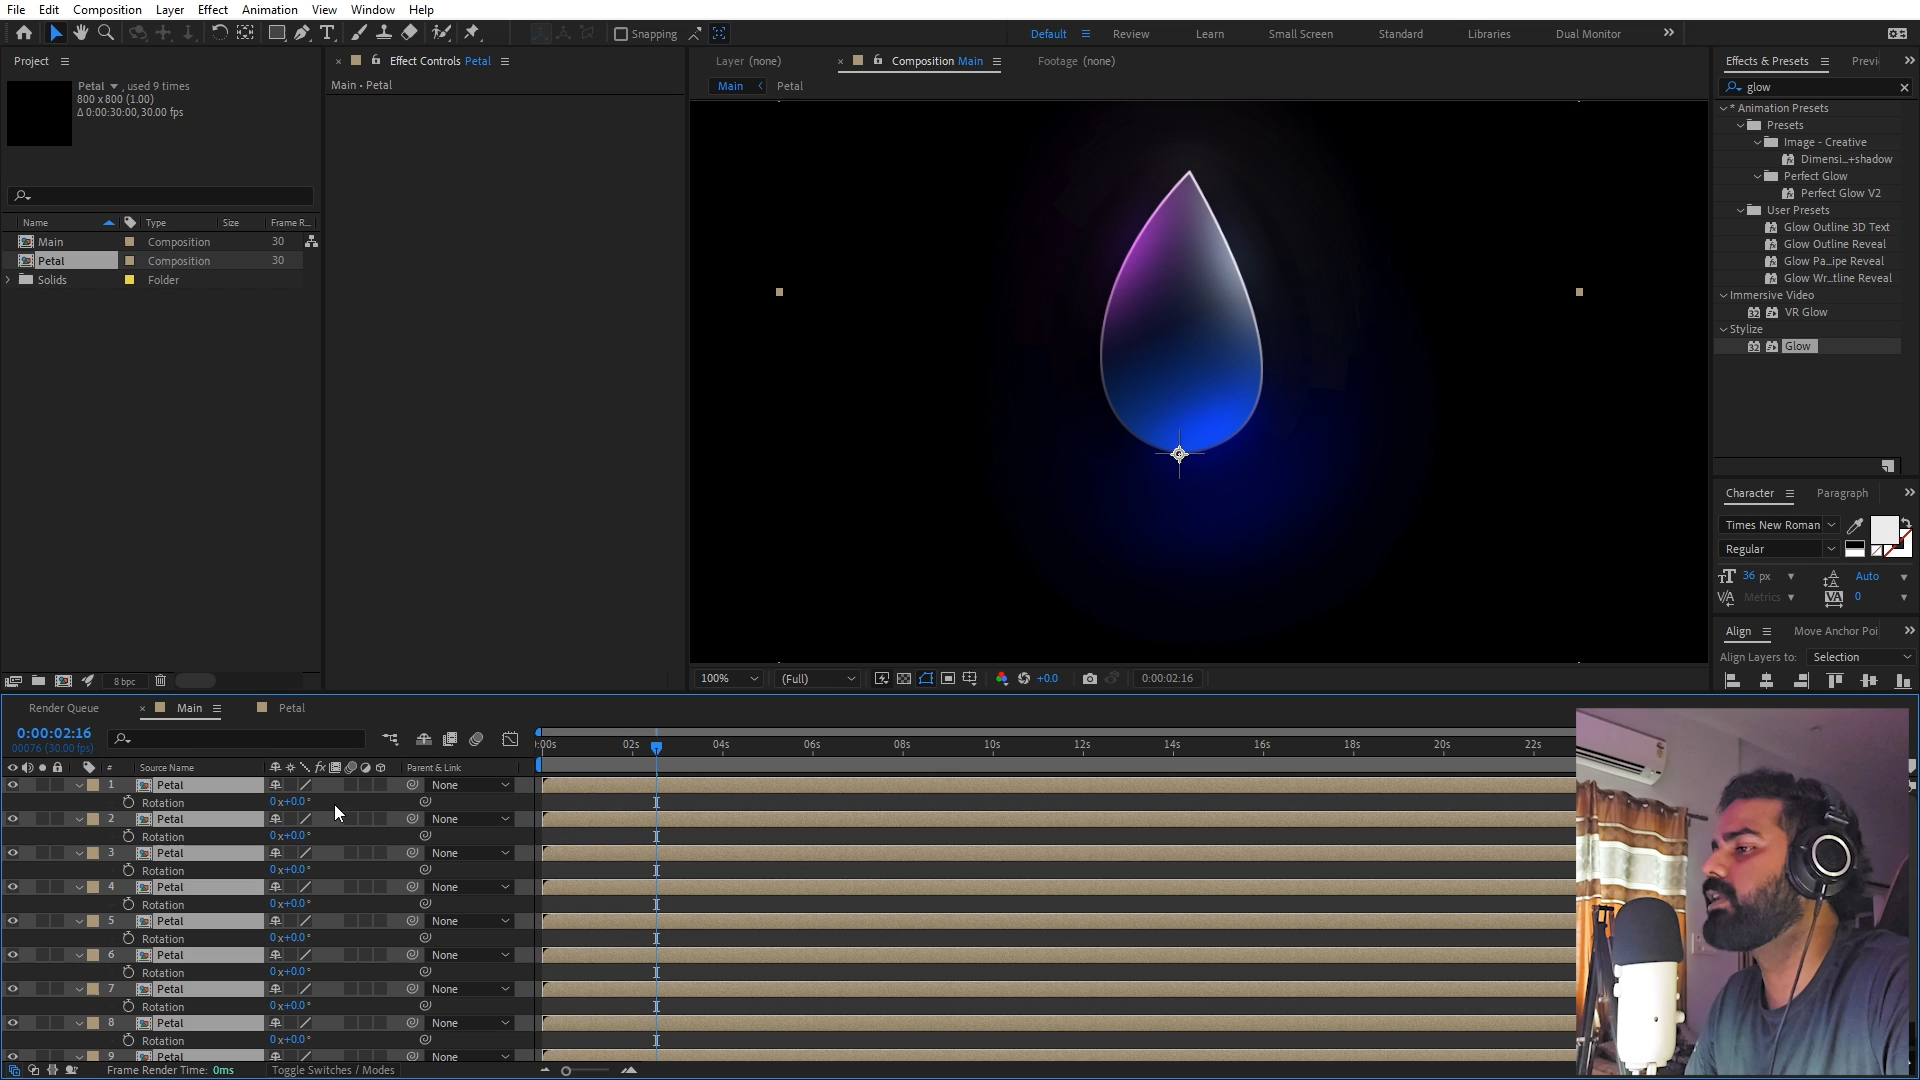 File Edit Composition Layer Effect Animation View Window Help
Snapping
Default Review Learn Small Screen Standard Libraries Dual Monitor
Project
Petal , used 9 times
800 x 800 (1.00)
Δ 0:00:30:00, 30.00 fps
Name Type Size Frame R...
Main Composition 30
Petal Composition 30
Solids Folder
8 bpc
Effect Controls Petal
Main • Petal
Layer (none) Composition Main Footage (none)
Main Petal
100% (Full) +0.0 0:00:02:16
Effects & Presets Previ
glow
* Animation Presets
Presets
Image - Creative
Dimensi...+shadow
Perfect Glow
Perfect Glow V2
User Presets
Glow Outline 3D Text
Glow Outline Reveal
Glow Pa...ipe Reveal
Glow Wr...tline Reveal
Immersive Video
32 VR Glow
Stylize
32 Glow
Character Paragraph
Times New Roman
Regular
36 px Auto
Metrics 0
Align Move Anchor Poi
Align Layers to: Selection
Render Queue Main Petal
0:00:02:16
00076 (30.00 fps)
:00s 02s 04s 06s 08s 10s 12s 14s 16s 18s 20s 22s
# Source Name fx Parent & Link
1 Petal None
Rotation 0x+0.0°
2 Petal None
Rotation 0x+0.0°
3 Petal None
Rotation 0x+0.0°
4 Petal None
Rotation 0x+0.0°
5 Petal None
Rotation 0x+0.0°
6 Petal None
Rotation 0x+0.0°
7 Petal None
Rotation 0x+0.0°
8 Petal None
Rotation 0x+0.0°
9 Petal
Frame Render Time: 0ms Toggle Switches / Modes